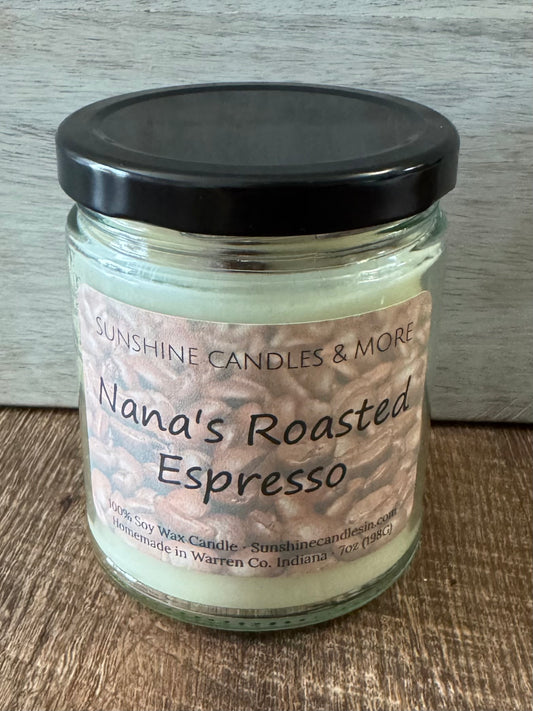 SUNSHINE CANDLES & MORE
Nana's Roasted
Espresso
100% Soy Wax Candle · Sunshinecandlesin.com
Homemade in Warren Co. Indiana · 7oz (198G)